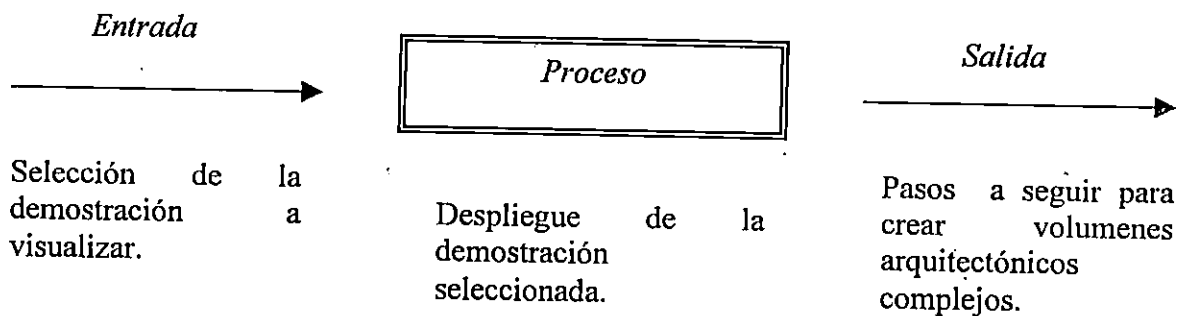 Entrada
Selección de la
demostración a
visualizar.
Proceso
Despliegue de la
demostración
seleccionada.
Salida
Pasos a seguir para
crear volumenes
arquitectónicos
complejos.